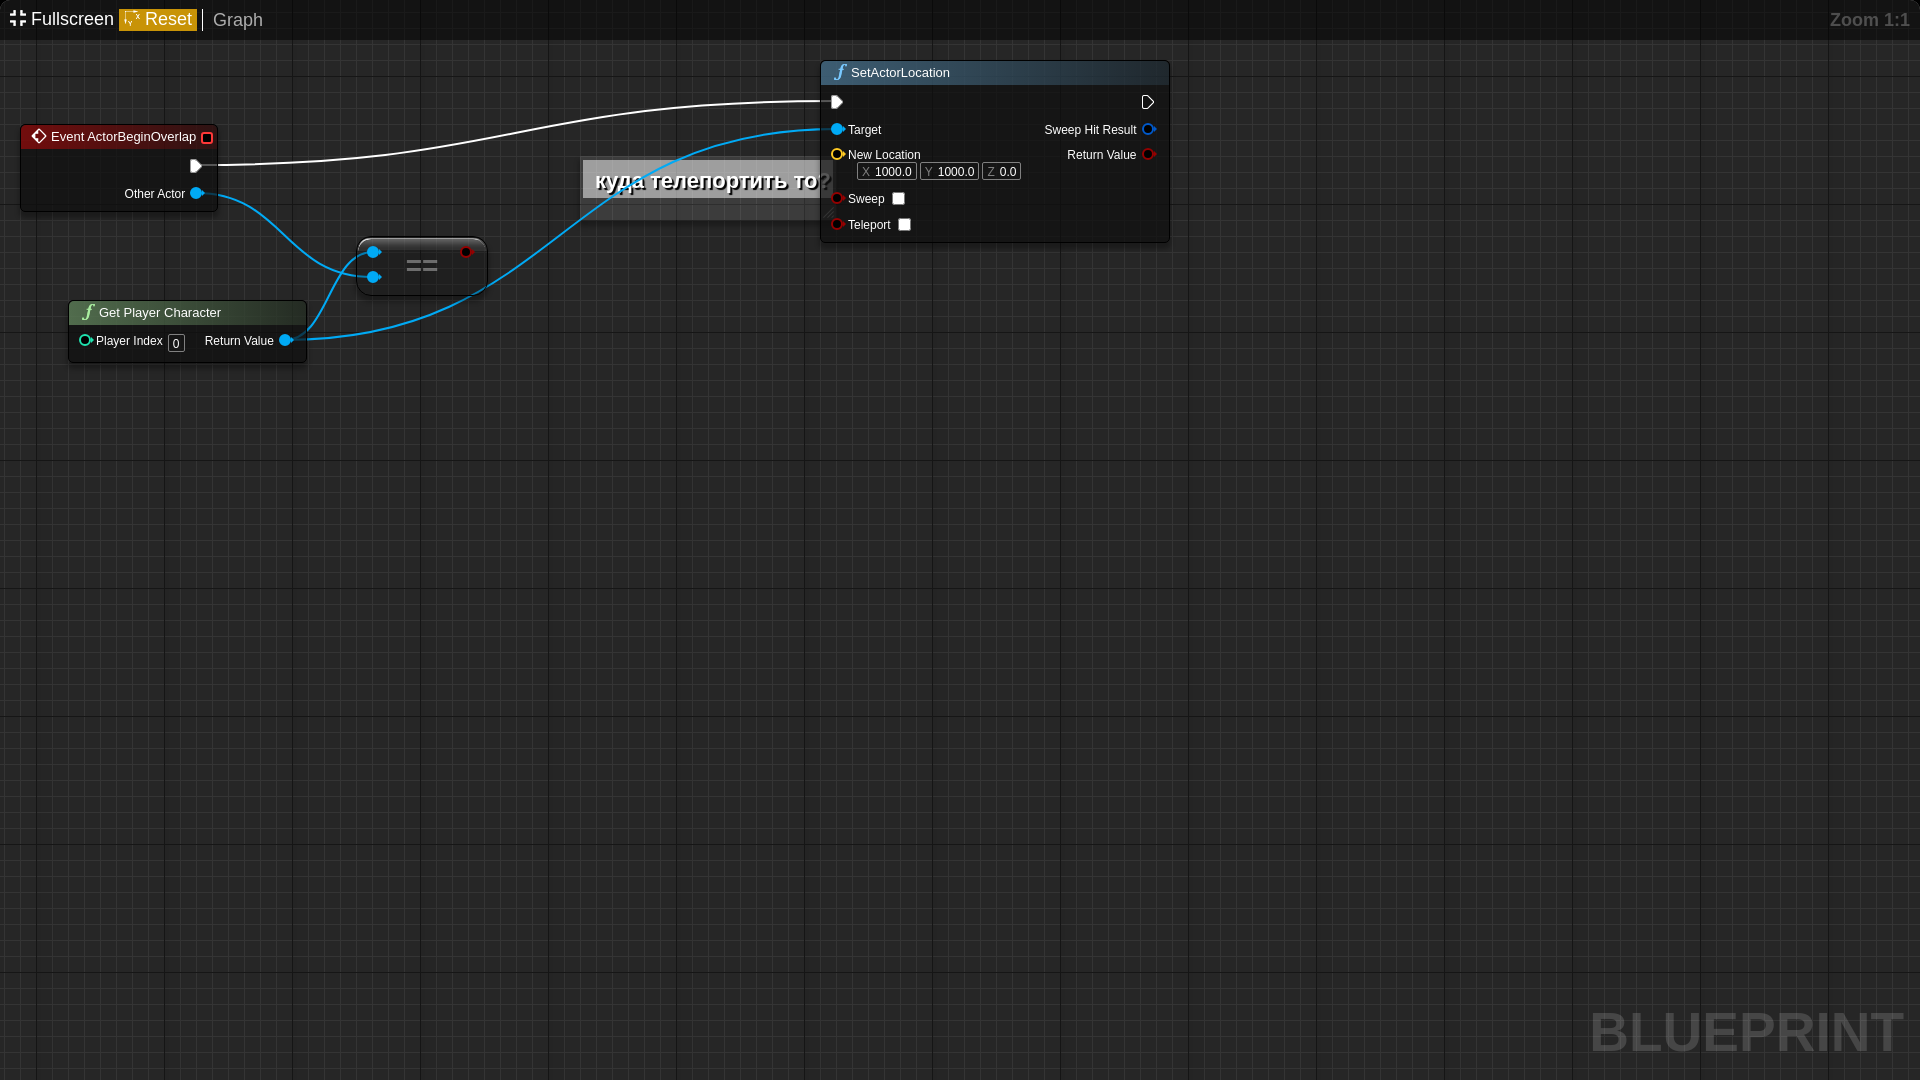 Fullscreen Reset Graph
Zoom 1:1
SetActorLocation
Event ActorBeginOverlap
Other Actor
Target
Sweep Hit Result
New Location
Return Value
X 1000.0 Y 1000.0 Z 0.0
куда телепортить то?
Sweep
Teleport
==
Get Player Character
Player Index 0 Return Value
BLUEPRINT